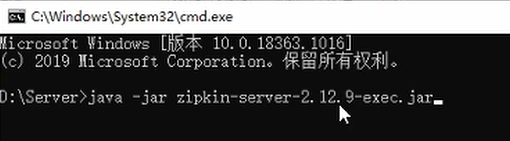 C:\Windows\System32\cmd.exe
Microsoft Windows [版本 10.0.18363.1016]
(c) 2019 Microsoft Corporation。保留所有权利。
D:\Server>java -jar zipkin-server-2.12.9-exec.jar